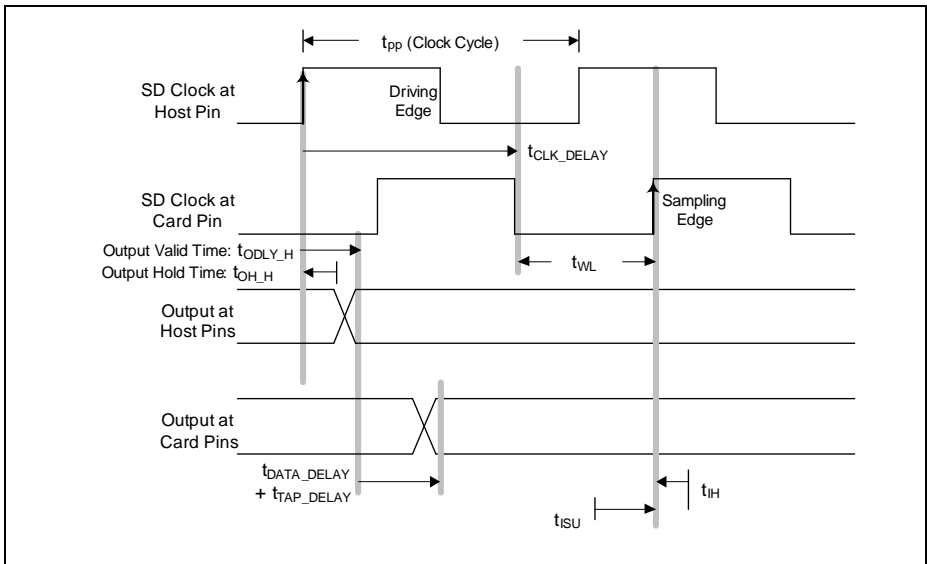 tpp (Clock Cycle)
SD Clock at
Host Pin
Driving
Edge
tCLK_DELAY
SD Clock at
Card Pin
Sampling
Edge
Output Valid Time: tODLY_H
Output Hold Time: tOH_H
tWL
Output at
Host Pins
Output at
Card Pins
tDATA_DELAY
+ tTAP_DELAY
tIH
tISU